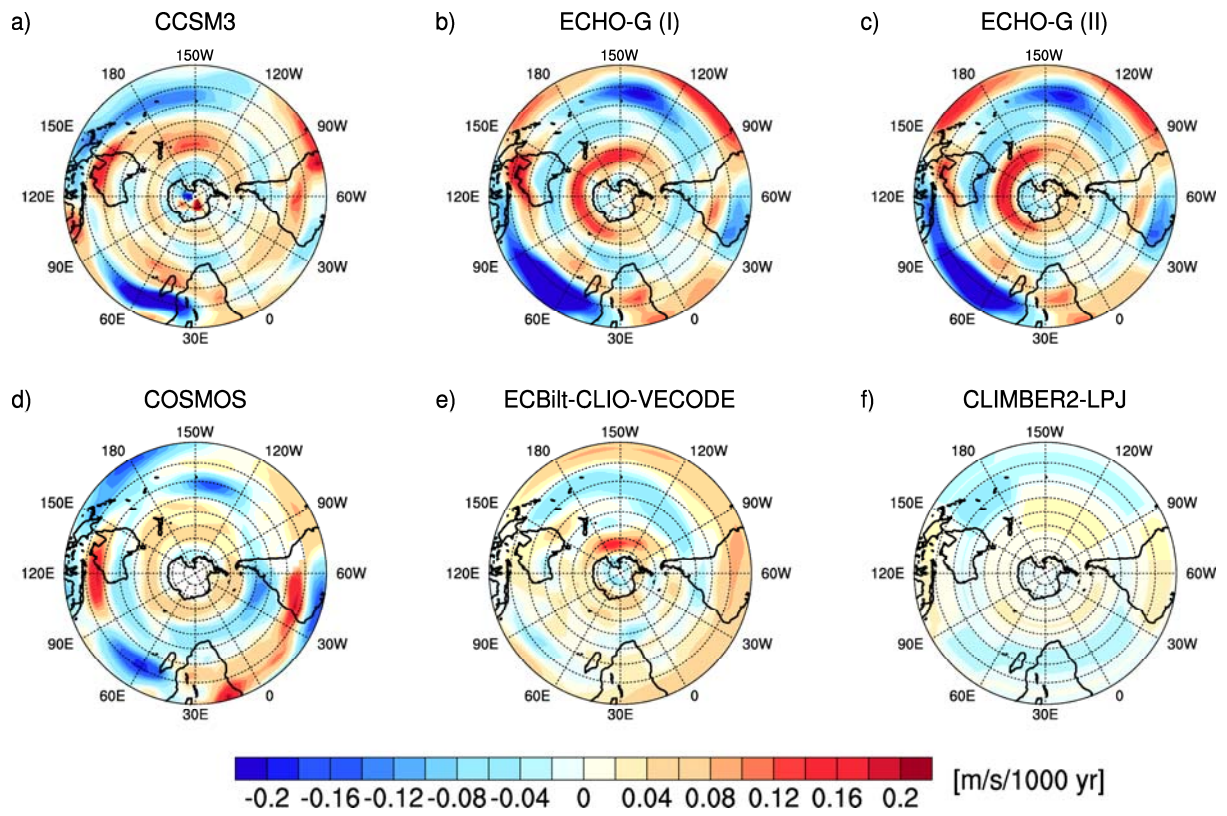 a) CCSM3
b) ECHO-G (I)
c) ECHO-G (II)
150W
180 120W
150E 90W
120E 60W
90E 30W
60E 0
30E
150W
180 120W
150E 90W
120E 60W
90E 30W
60E 0
30E
150W
180 120W
150E 90W
120E 60W
90E 30W
60E 0
30E
d) COSMOS
e) ECBilt-CLIO-VECODE
f) CLIMBER2-LPJ
150W
180 120W
150E 90W
120E 60W
90E 30W
60E 0
30E
150W
180 120W
150E 90W
120E 60W
90E 30W
60E 0
30E
150W
180 120W
150E 90W
120E 60W
90E 30W
60E 0
30E
-0.2 -0.16 -0.12 -0.08 -0.04 0 0.04 0.08 0.12 0.16 0.2 [m/s/1000 yr]